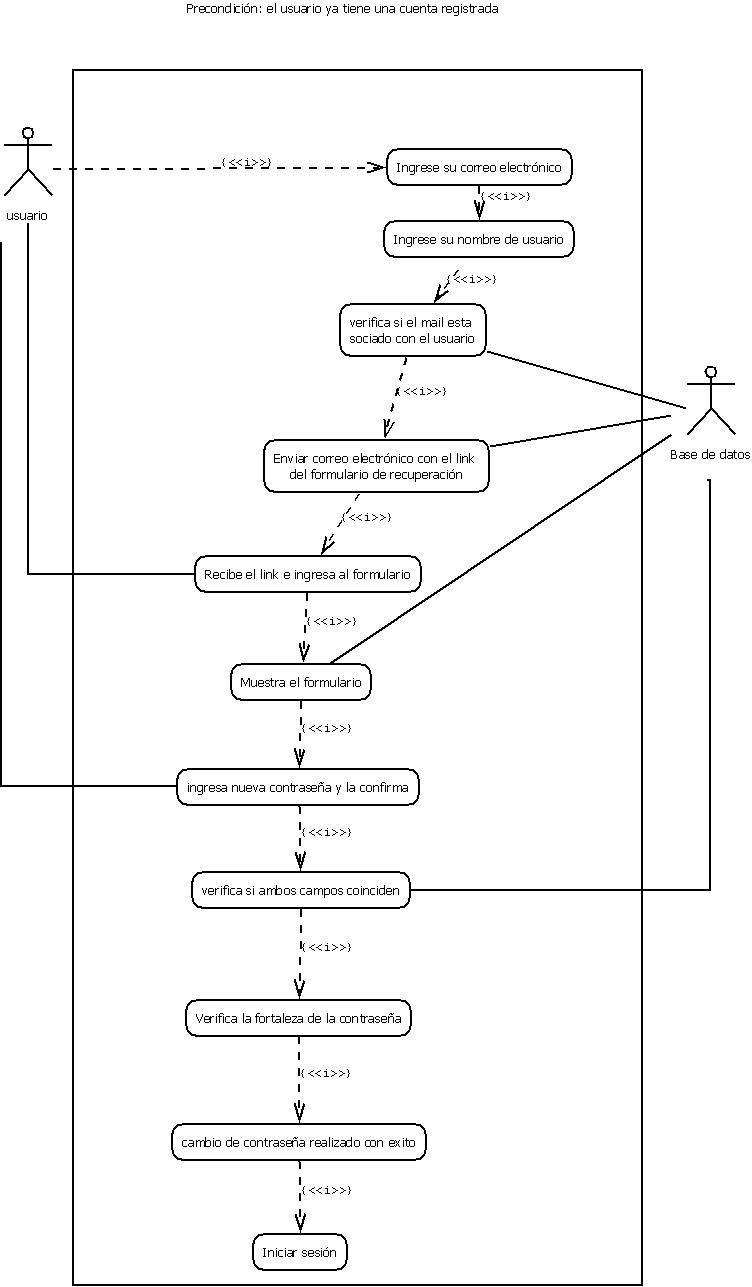 Precondición: el usuario ya tiene una cuenta registrada
{<<i>>}
Ingrese su correo electrónico
{<<i>>}
usuario
Ingrese su nombre de usuario
{<<i>>}
verifica si el mail esta
sociado con el usuario
{<<i>>}
Base de datos
Enviar correo electrónico con el link
del formulario de recuperación
{<<i>>}
Recibe el link e ingresa al formulario
{<<i>>}
Muestra el formulario
{<<i>>}
ingresa nueva contraseña y la confirma
{<<i>>}
verifica si ambos campos coinciden
{<<i>>}
Verifica la fortaleza de la contraseña
{<<i>>}
cambio de contraseña realizado con exito
{<<i>>}
Iniciar sesión